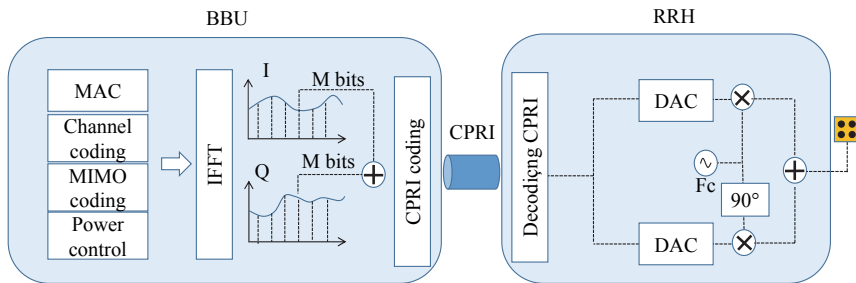 BBU
RRH
MAC
Channel
coding
MIMO
coding
Power
control
IFFT
I
M bits
Q
M bits
CPRI coding
CPRI
Decodiçng CPRI
DAC
Fc
90°
DAC